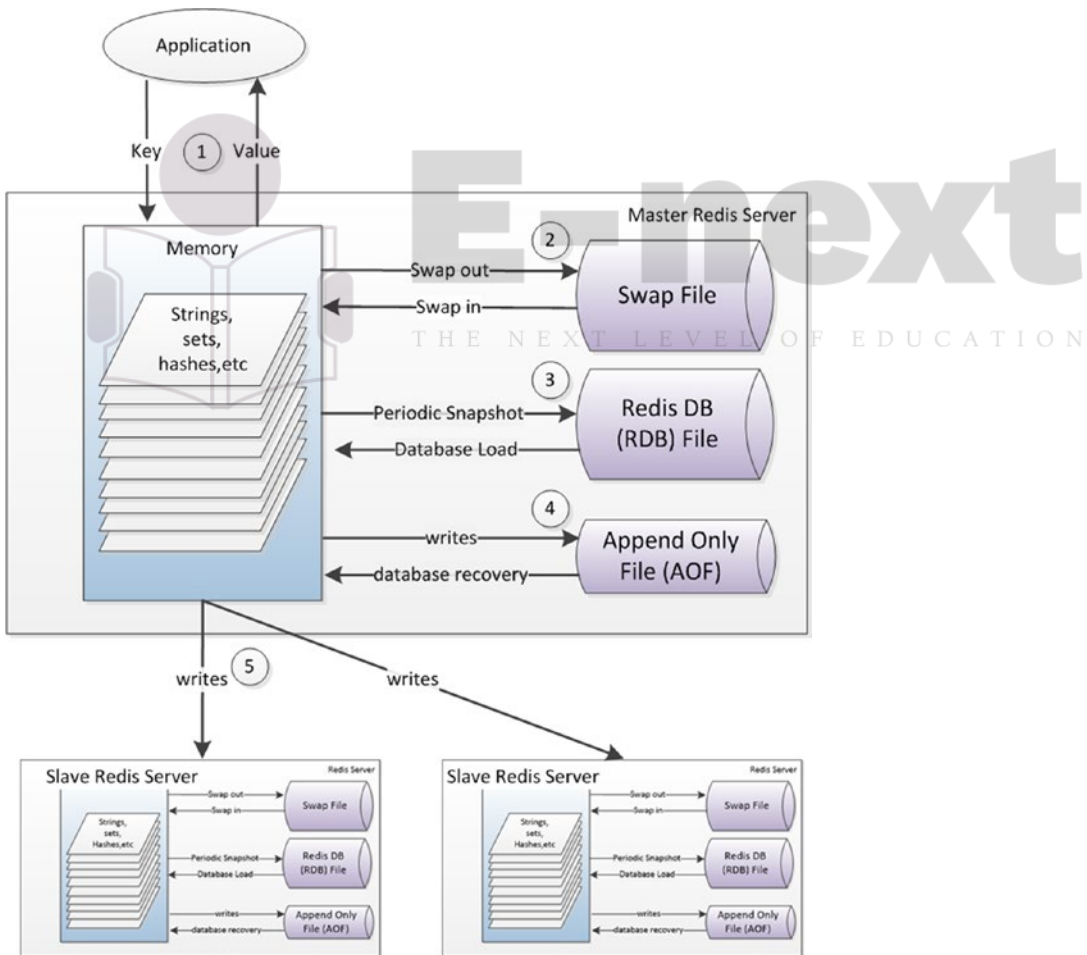 Application
Key
1
Value
E-next
THE NEXT LEVEL OF EDUCATION
Master Redis Server
Memory
Strings,
sets,
hashes,etc
2
Swap out
Swap in
Swap File
3
Periodic Snapshot
Database Load
Redis DB
(RDB) File
4
writes
database recovery
Append Only
File (AOF)
writes
5
writes
Slave Redis Server
Redis Server
Strings,
sets,
Hashes,etc
Swap out
Swap in
Swap File
Periodic Snapshot
Database Load
Redis DB
(RDB) File
writes
database recovery
Append Only
File (AOF)
Slave Redis Server
Redis Server
Strings,
sets,
Hashes,etc
Swap out
Swap in
Swap File
Periodic Snapshot
Database Load
Redis DB
(RDB) File
writes
database recovery
Append Only
File (AOF)